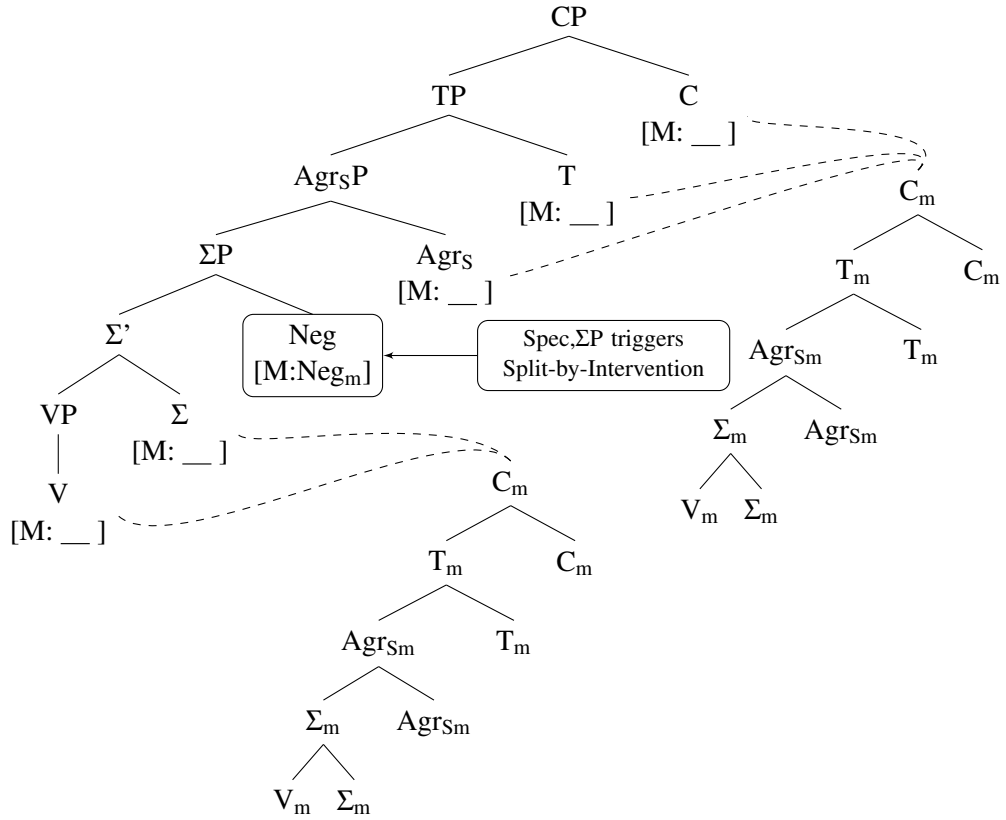 CP
TP C
[M: __ ]
AgrSP T Cm
[M: __ ]
ΣP AgrS Tm Cm
[M: __ ]
Σ’ Neg Spec,ΣP triggers AgrSm Tm
[M:Negm] Split-by-Intervention
VP Σ Σm AgrSm
[M: __ ]
V Cm Vm Σm
[M: __ ]
Tm Cm
AgrSm Tm
Σm AgrSm
Vm Σm